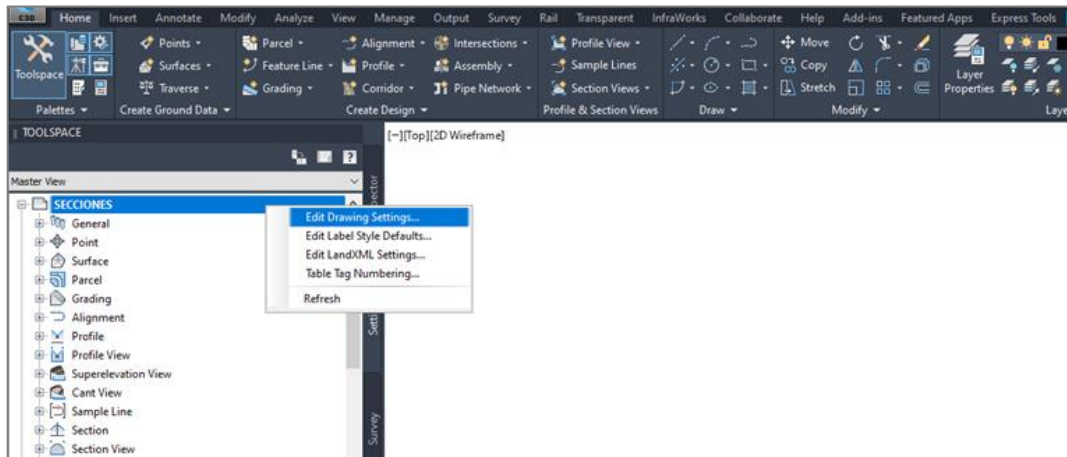 C3D Home Insert Annotate Modify Analyze View Manage Output Survey Rail Transparent InfraWorks Collaborate Help Add-ins Featured Apps Express Tools
Points Parcel Alignment Intersections Profile View Move
Toolspace Surfaces Feature Line Profile Assembly Sample Lines Copy Layer Properties
Traverse Grading Corridor Pipe Network Section Views Stretch
Palettes Create Ground Data Create Design Profile & Section Views Draw Modify
TOOLSPACE
[−][Top][2D Wireframe]
Master View
SECCIONES
General
Point
Surface
Parcel
Grading
Alignment
Profile
Profile View
Superelevation View
Cant View
Sample Line
Section
Section View
Edit Drawing Settings...
Edit Label Style Defaults...
Edit LandXML Settings...
Table Tag Numbering...
Refresh
Survey